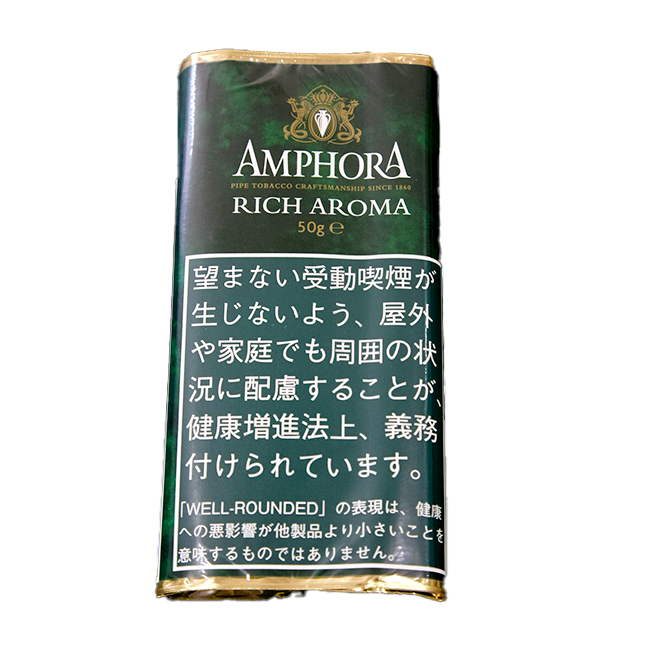 AMPHORA
PIPE TOBACCO CRAFTSMANSHIP SINCE 1860
RICH AROMA
50g ℮
望まない受動喫煙が
生じないよう、屋外
や家庭でも周囲の状
況に配慮することが、
健康増進法上、義務
付けられています。
「WELL-ROUNDED」の表現は、健康
への悪影響が他製品より小さいことを
意味するものではありません。